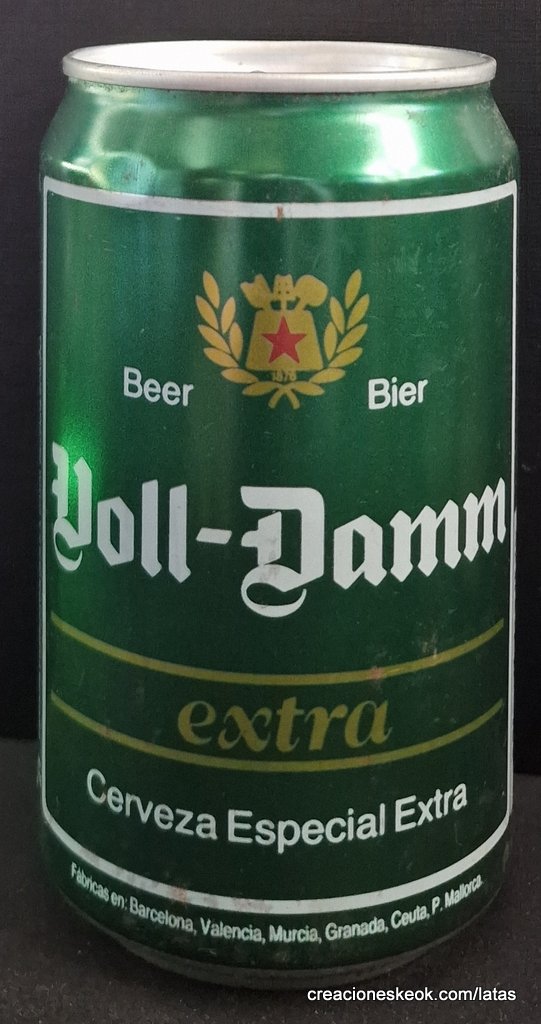 1876
Beer Bier
Voll-Damm
extra
Cerveza Especial Extra
Fábricas en: Barcelona, Valencia, Murcia, Granada, Ceuta, P. Mallorca.
creacioneskeok.com/latas